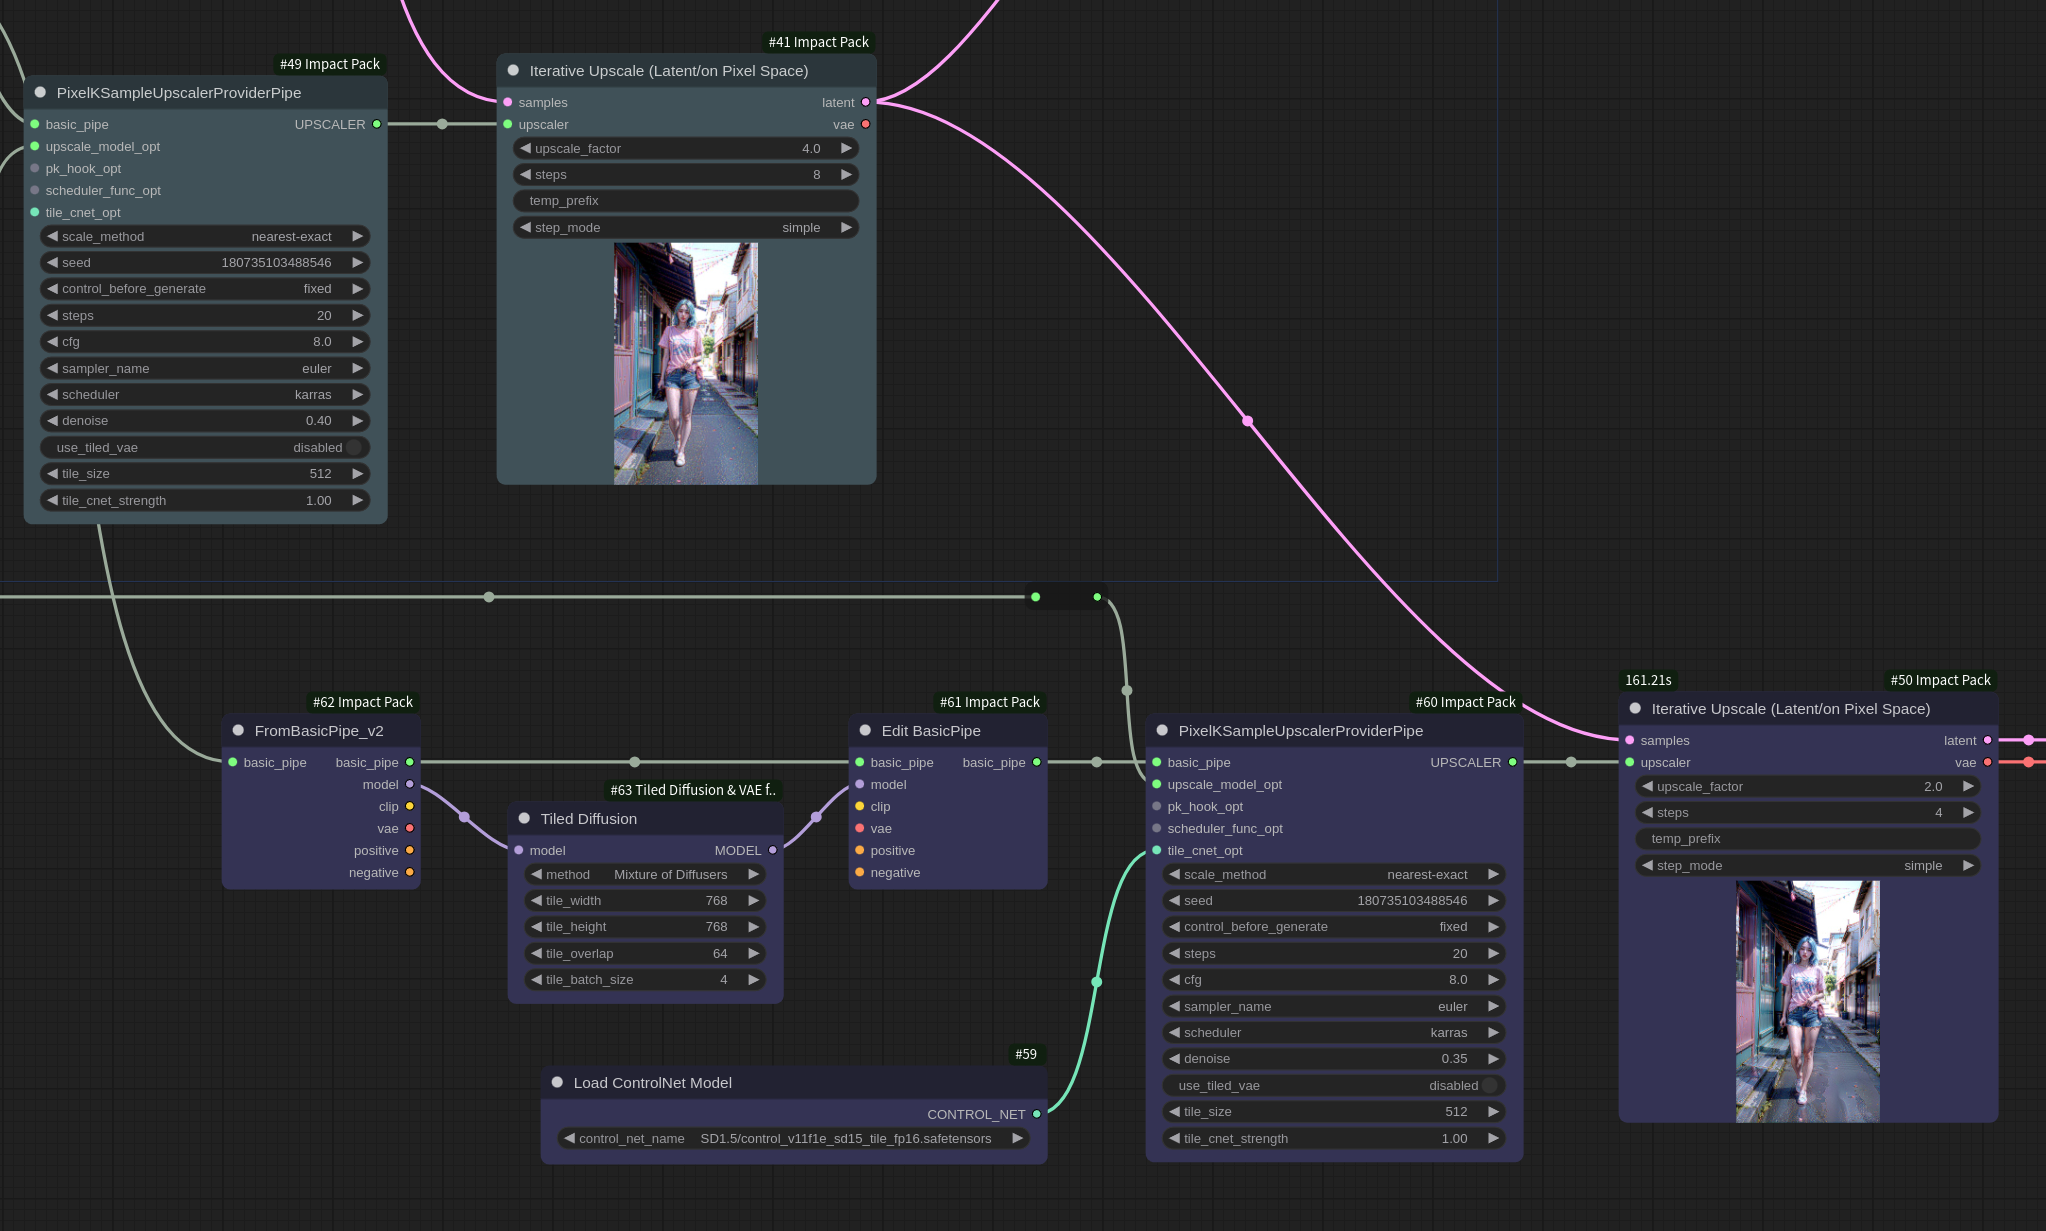 #49 Impact Pack
PixelKSampleUpscalerProviderPipe
basic_pipe UPSCALER
upscale_model_opt
pk_hook_opt
scheduler_func_opt
tile_cnet_opt
scale_method nearest-exact
seed 180735103488546
control_before_generate fixed
steps 20
cfg 8.0
sampler_name euler
scheduler karras
denoise 0.40
use_tiled_vae disabled
tile_size 512
tile_cnet_strength 1.00
#41 Impact Pack
Iterative Upscale (Latent/on Pixel Space)
samples latent
upscaler vae
upscale_factor 4.0
steps 8
temp_prefix
step_mode simple
#62 Impact Pack
FromBasicPipe_v2
basic_pipe basic_pipe
model
clip
vae
positive
negative
#63 Tiled Diffusion & VAE f..
Tiled Diffusion
model MODEL
method Mixture of Diffusers
tile_width 768
tile_height 768
tile_overlap 64
tile_batch_size 4
#61 Impact Pack
Edit BasicPipe
basic_pipe basic_pipe
model
clip
vae
positive
negative
#59
Load ControlNet Model
CONTROL_NET
control_net_name SD1.5/control_v11f1e_sd15_tile_fp16.safetensors
#60 Impact Pack
PixelKSampleUpscalerProviderPipe
basic_pipe UPSCALER
upscale_model_opt
pk_hook_opt
scheduler_func_opt
tile_cnet_opt
scale_method nearest-exact
seed 180735103488546
control_before_generate fixed
steps 20
cfg 8.0
sampler_name euler
scheduler karras
denoise 0.35
use_tiled_vae disabled
tile_size 512
tile_cnet_strength 1.00
161.21s #50 Impact Pack
Iterative Upscale (Latent/on Pixel Space)
samples latent
upscaler vae
upscale_factor 2.0
steps 4
temp_prefix
step_mode simple